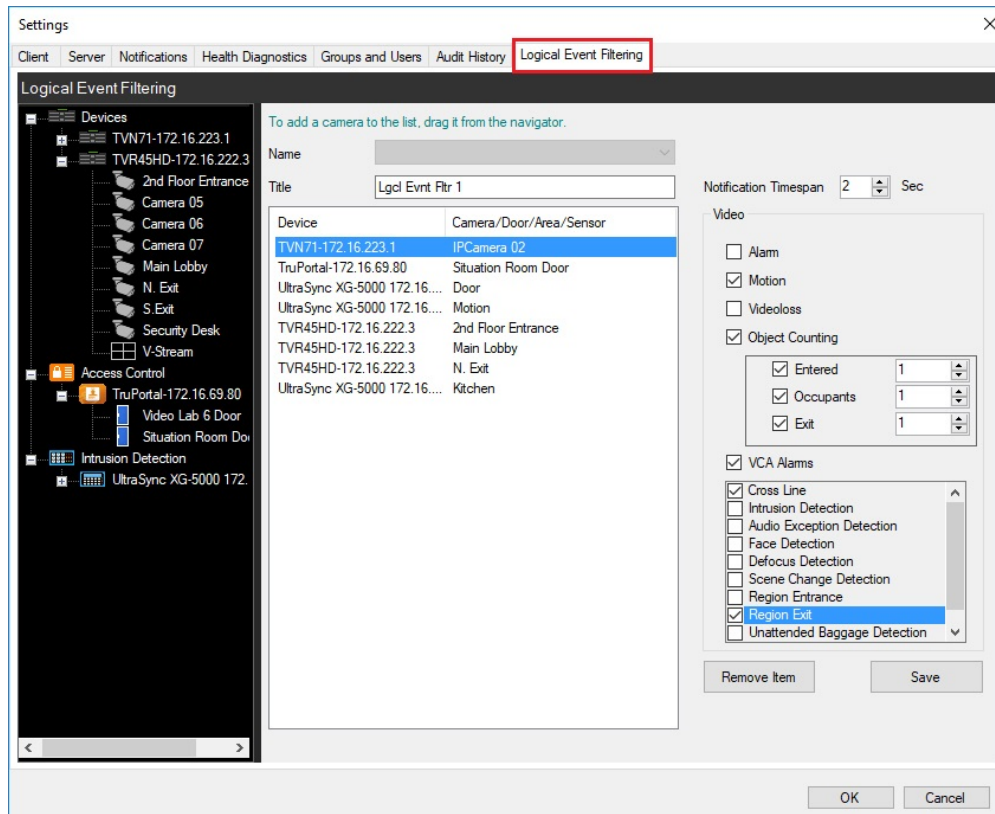 Settings
Client Server Notifications Health Diagnostics Groups and Users Audit History Logical Event Filtering
Logical Event Filtering
Devices
TVN71-172.16.223.1
TVR45HD-172.16.222.3
2nd Floor Entrance
Camera 05
Camera 06
Camera 07
Main Lobby
N. Exit
S.Exit
Security Desk
V-Stream
Access Control
TruPortal-172.16.69.80
Video Lab 6 Door
Situation Room Do
Intrusion Detection
UltraSync XG-5000 172.
To add a camera to the list, drag it from the navigator.
Name
Title Lgcl Evnt Fltr 1
Device Camera/Door/Area/Sensor
TVN71-172.16.223.1 IPCamera 02
TruPortal-172.16.69.80 Situation Room Door
UltraSync XG-5000 172.16.... Door
UltraSync XG-5000 172.16.... Motion
TVR45HD-172.16.222.3 2nd Floor Entrance
TVR45HD-172.16.222.3 Main Lobby
TVR45HD-172.16.222.3 N. Exit
UltraSync XG-5000 172.16.... Kitchen
Notification Timespan 2 Sec
Video
Alarm
Motion
Videoloss
Object Counting
Entered 1
Occupants 1
Exit 1
VCA Alarms
Cross Line
Intrusion Detection
Audio Exception Detection
Face Detection
Defocus Detection
Scene Change Detection
Region Entrance
Region Exit
Unattended Baggage Detection
Remove Item Save
OK Cancel